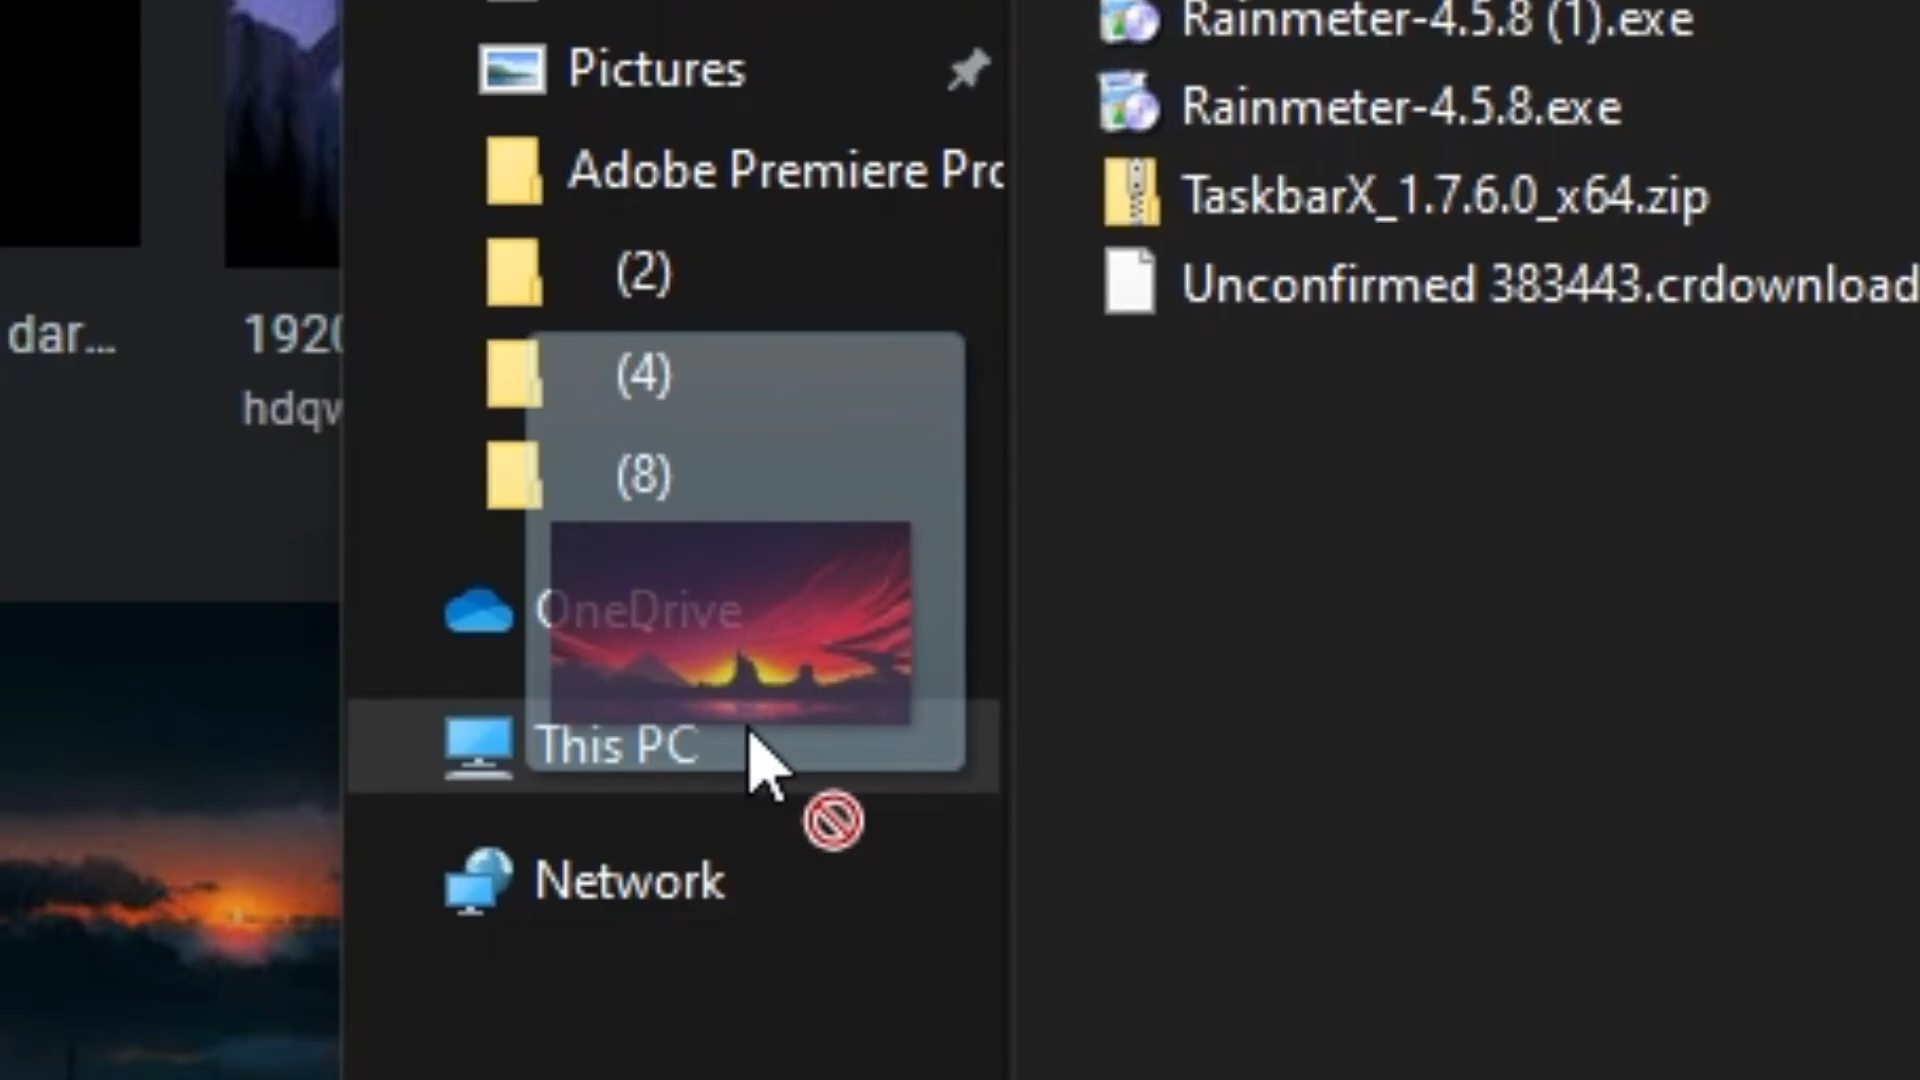 dar...
1920
hdqw
Pictures
Adobe Premiere Pro
(2)
(4)
(8)
OneDrive
This PC
Network
Rainmeter-4.5.8 (1).exe
Rainmeter-4.5.8.exe
TaskbarX_1.7.6.0_x64.zip
Unconfirmed 383443.crdownload